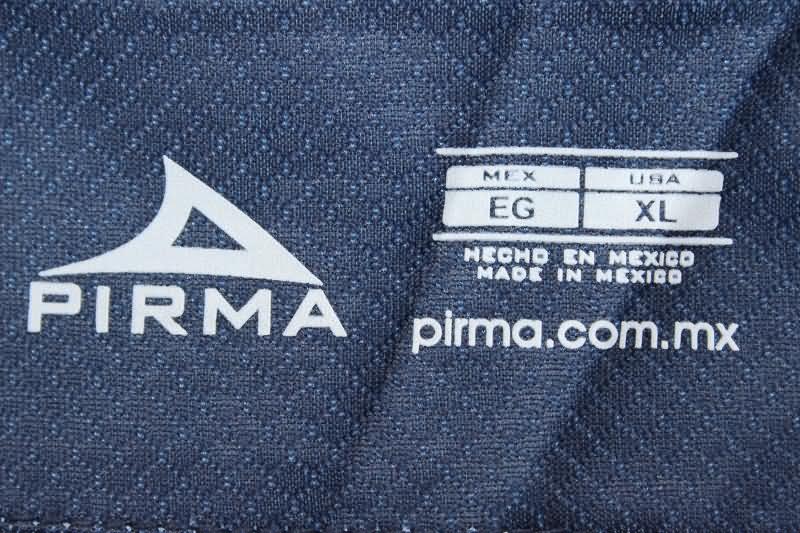 PIRMA
MEX USA
EG XL
HECHO EN MEXICO
MADE IN MEXICO
pirma.com.mx